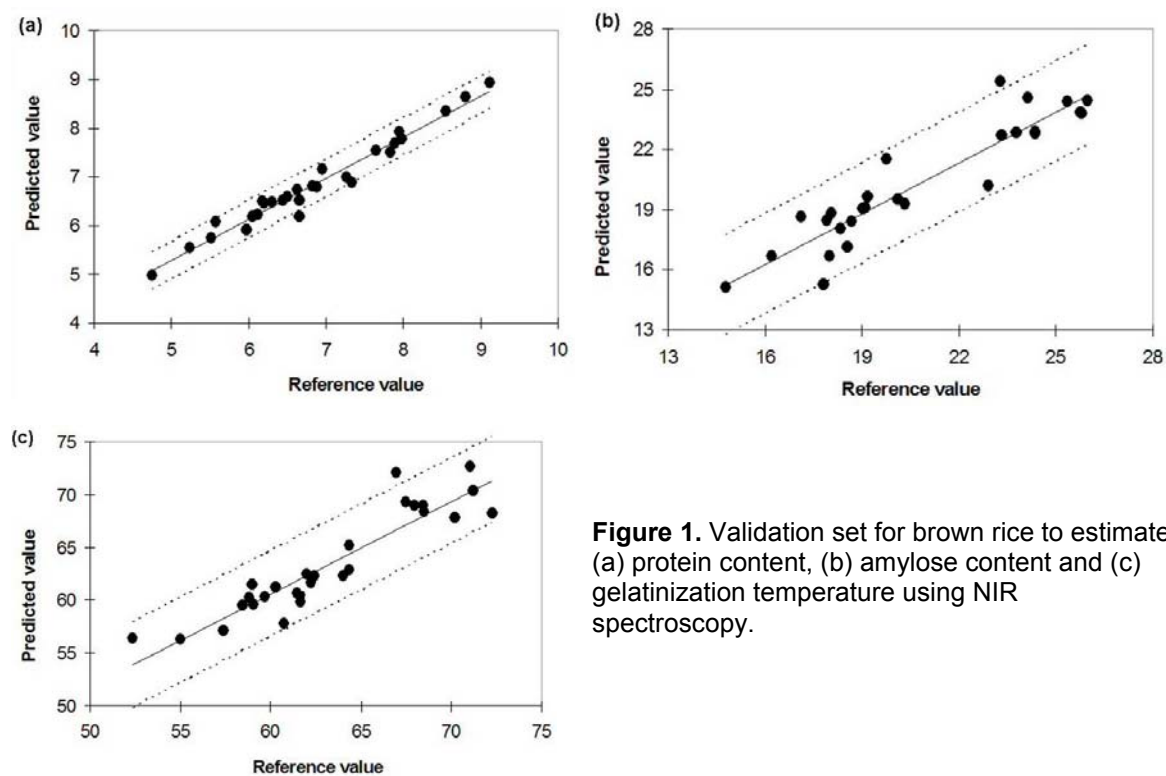 (a)
10
9
8
7
6
5
4
4 5 6 7 8 9 10
Predicted value
Reference value
(b)
28
25
22
19
16
13
13 16 19 22 25 28
Predicted value
Reference value
(c)
75
70
65
60
55
50
50 55 60 65 70 75
Predicted value
Reference value
Figure 1. Validation set for brown rice to estimate
(a) protein content, (b) amylose content and (c)
gelatinization temperature using NIR
spectroscopy.